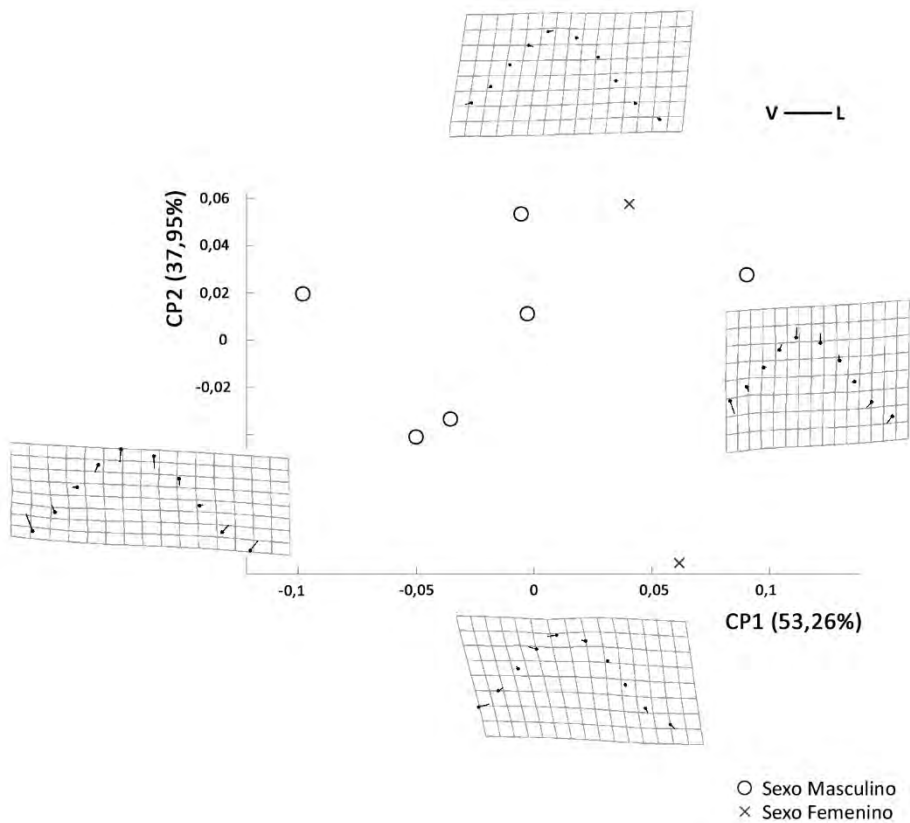 V L
CP2 (37,95%)
0,06
0,04
0,02
0
-0,02
-0,1 -0,05 0 0,05 0,1
CP1 (53,26%)
Sexo Masculino
Sexo Femenino